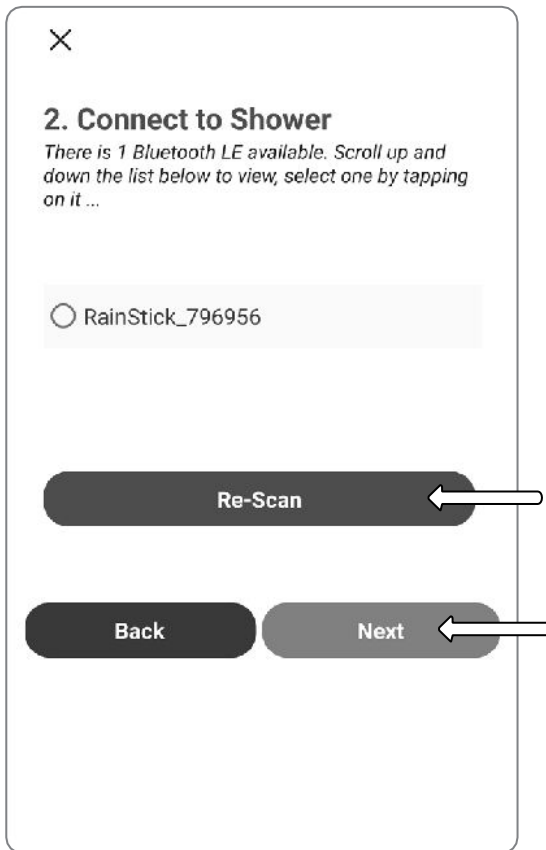 2. Connect to Shower
There is 1 Bluetooth LE available. Scroll up and
down the list below to view, select one by tapping
on it ...
RainStick_796956
Re-Scan
Back Next